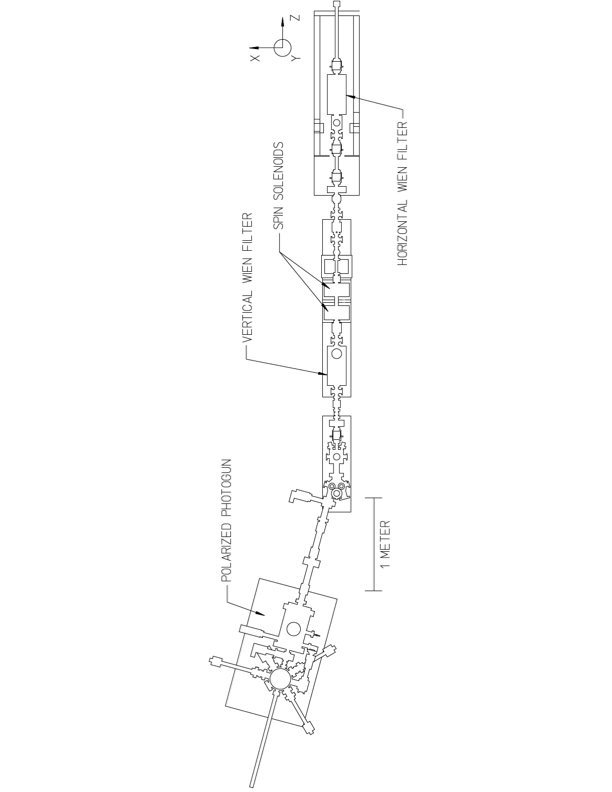 Z
X
Y
HORIZONTAL WIEN FILTER
SPIN SOLENOIDS
VERTICAL WIEN FILTER
POLARIZED PHOTOGUN
1 METER